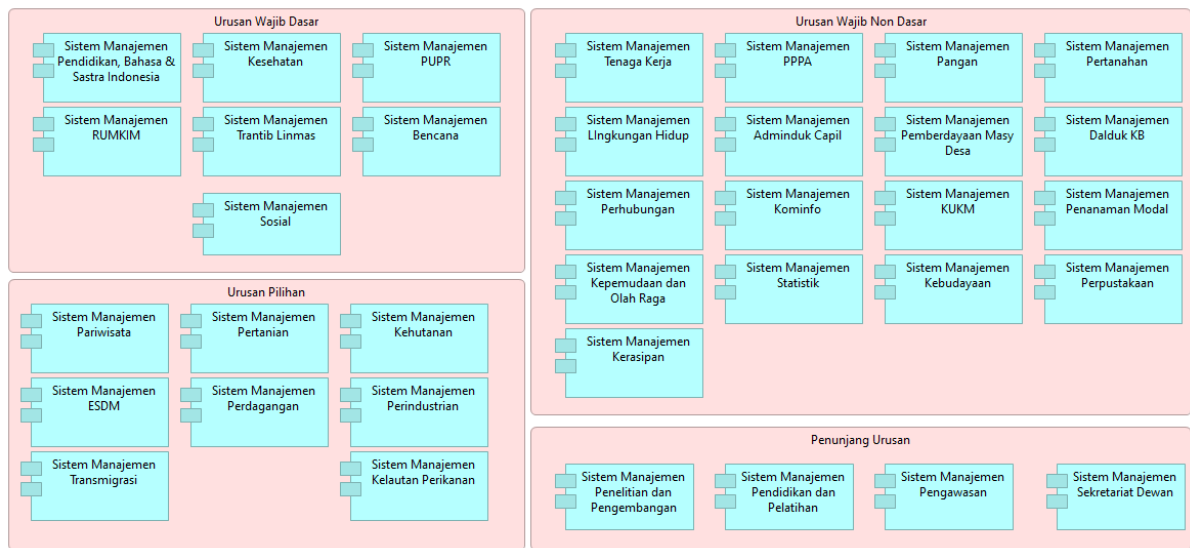 Urusan Wajib Dasar
Sistem Manajemen
Pendidikan, Bahasa &
Sastra Indonesia
Sistem Manajemen
Kesehatan
Sistem Manajemen
PUPR
Sistem Manajemen
RUMKIM
Sistem Manajemen
Trantib Linmas
Sistem Manajemen
Bencana
Sistem Manajemen
Sosial
Urusan Wajib Non Dasar
Sistem Manajemen
Tenaga Kerja
Sistem Manajemen
PPPA
Sistem Manajemen
Pangan
Sistem Manajemen
Pertanahan
Sistem Manajemen
LIngkungan Hidup
Sistem Manajemen
Adminduk Capil
Sistem Manajemen
Pemberdayaan Masy
Desa
Sistem Manajemen
Dalduk KB
Sistem Manajemen
Perhubungan
Sistem Manajemen
Kominfo
Sistem Manajemen
KUKM
Sistem Manajemen
Penanaman Modal
Sistem Manajemen
Kepemudaan dan
Olah Raga
Sistem Manajemen
Statistik
Sistem Manajemen
Kebudayaan
Sistem Manajemen
Perpustakaan
Sistem Manajemen
Kerasipan
Urusan Pilihan
Sistem Manajemen
Pariwisata
Sistem Manajemen
Pertanian
Sistem Manajemen
Kehutanan
Sistem Manajemen
ESDM
Sistem Manajemen
Perdagangan
Sistem Manajemen
Perindustrian
Sistem Manajemen
Transmigrasi
Sistem Manajemen
Kelautan Perikanan
Penunjang Urusan
Sistem Manajemen
Penelitian dan
Pengembangan
Sistem Manajemen
Pendidikan dan
Pelatihan
Sistem Manajemen
Pengawasan
Sistem Manajemen
Sekretariat Dewan